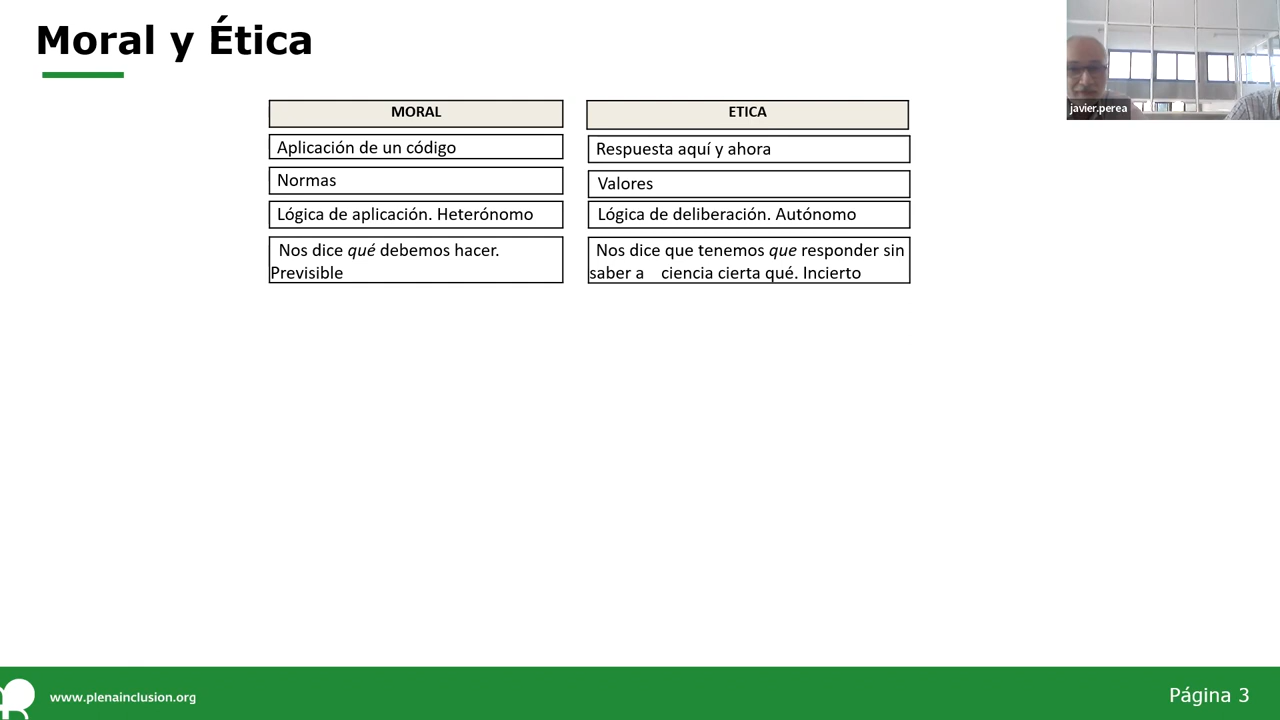 Moral y Ética
javier.perea
MORAL
Aplicación de un código
Normas
Lógica de aplicación. Heterónomo
Nos dice qué debemos hacer.
Previsible
ETICA
Respuesta aquí y ahora
Valores
Lógica de deliberación. Autónomo
Nos dice que tenemos que responder sin
saber a ciencia cierta qué. Incierto
www.plenainclusion.org
Página 3